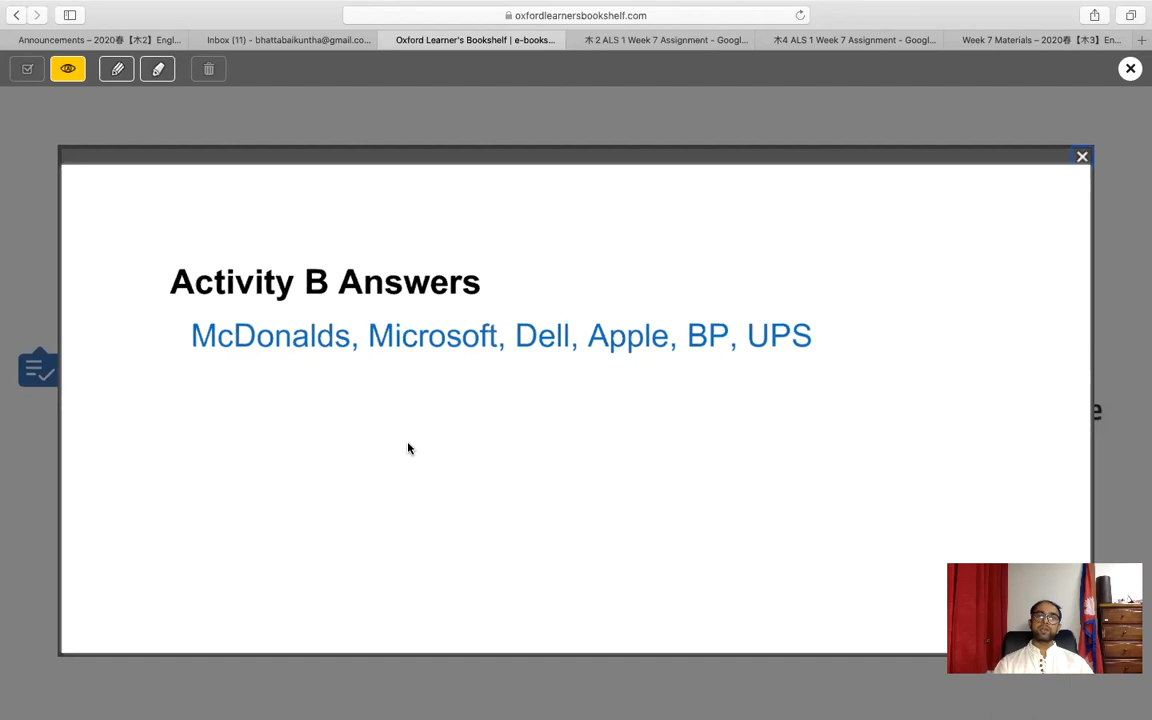 oxfordlearnersbookshelf.com
Announcements – 2020春【木2】Engl...
Inbox (11) - bhattabaikuntha@gmail.co...
Oxford Learner's Bookshelf | e-books...
木2 ALS 1 Week 7 Assignment - Googl...
木4 ALS 1 Week 7 Assignment - Googl...
Week 7 Materials – 2020春【木3】En...
Activity B Answers
McDonalds, Microsoft, Dell, Apple, BP, UPS
e